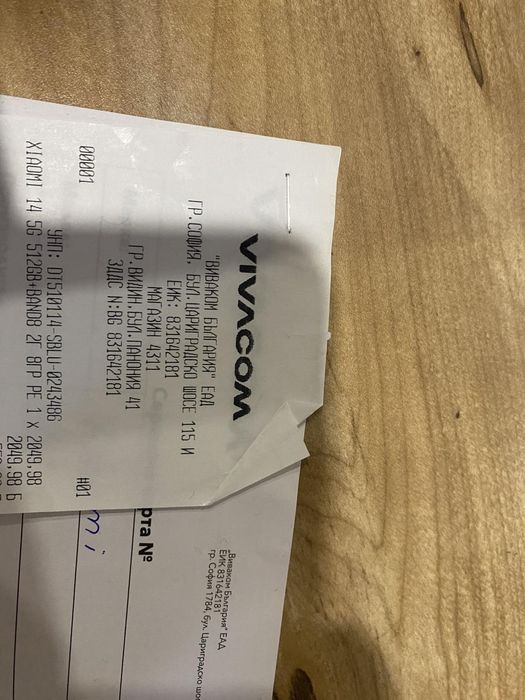 VIVACOM
"ВИВАКОМ БЪЛГАРИЯ" ЕАД
ГР.СОФИЯ, БУЛ.ЦАРИГРАДСКО ШОСЕ 115 И
ЕИК: 831642181
МАГАЗИН 4311
ГР.ВИДИН.БУЛ.ПАНОНИЯ 41
ЗДДС N:BG 831642181
00001 #01
УНП: DT510114-SBLU-0243486
XIAOMI 14 5G 512GB+BAND8 2Г 8ГР РЕ 1 X 2049,98
2049,98 Б
„Виваком България“ ЕАД
ЕИК 831642181
гр. София 1784, бул. Цариградско шо
рта №